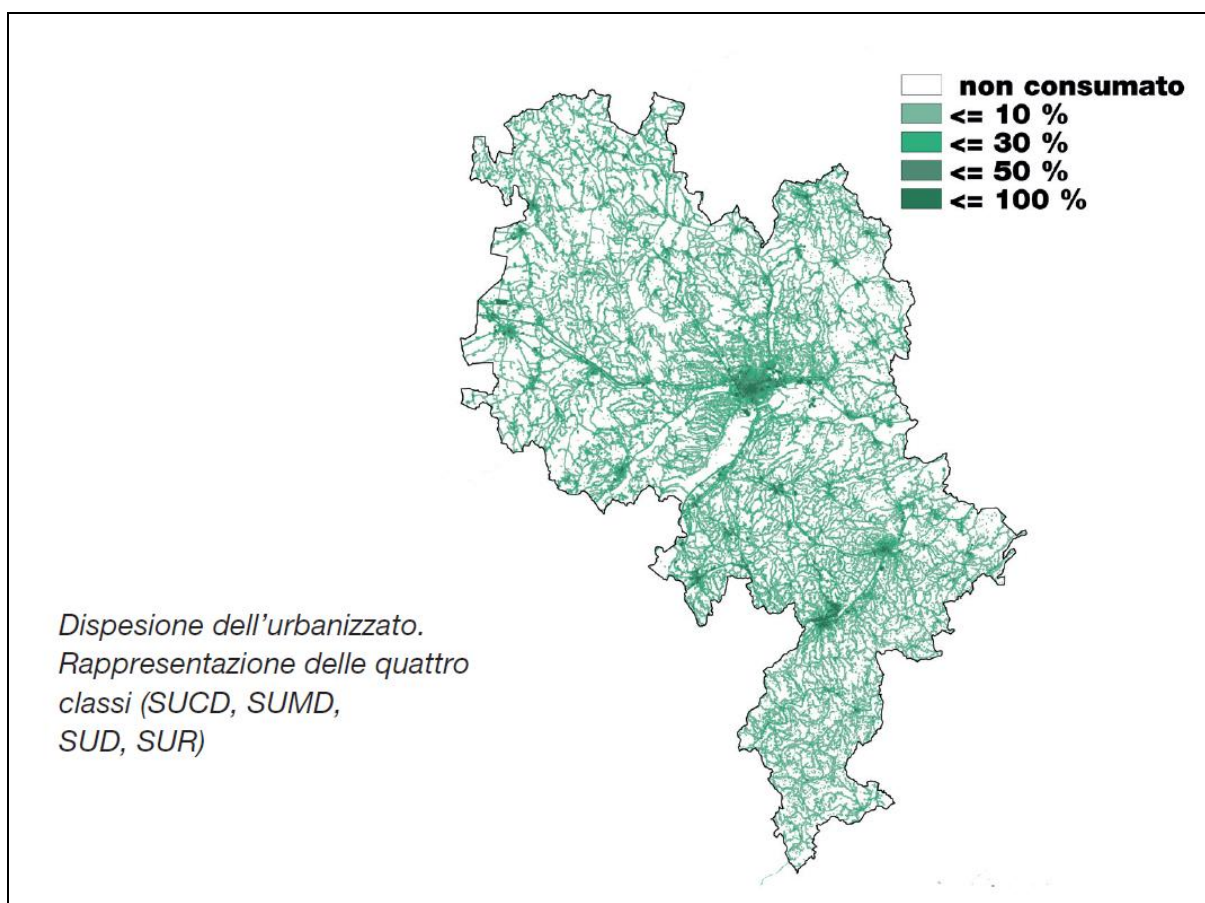 non consumato
<= 10 %
<= 30 %
<= 50 %
<= 100 %
Dispesione dell'urbanizzato.
Rappresentazione delle quattro
classi (SUCD, SUMD,
SUD, SUR)